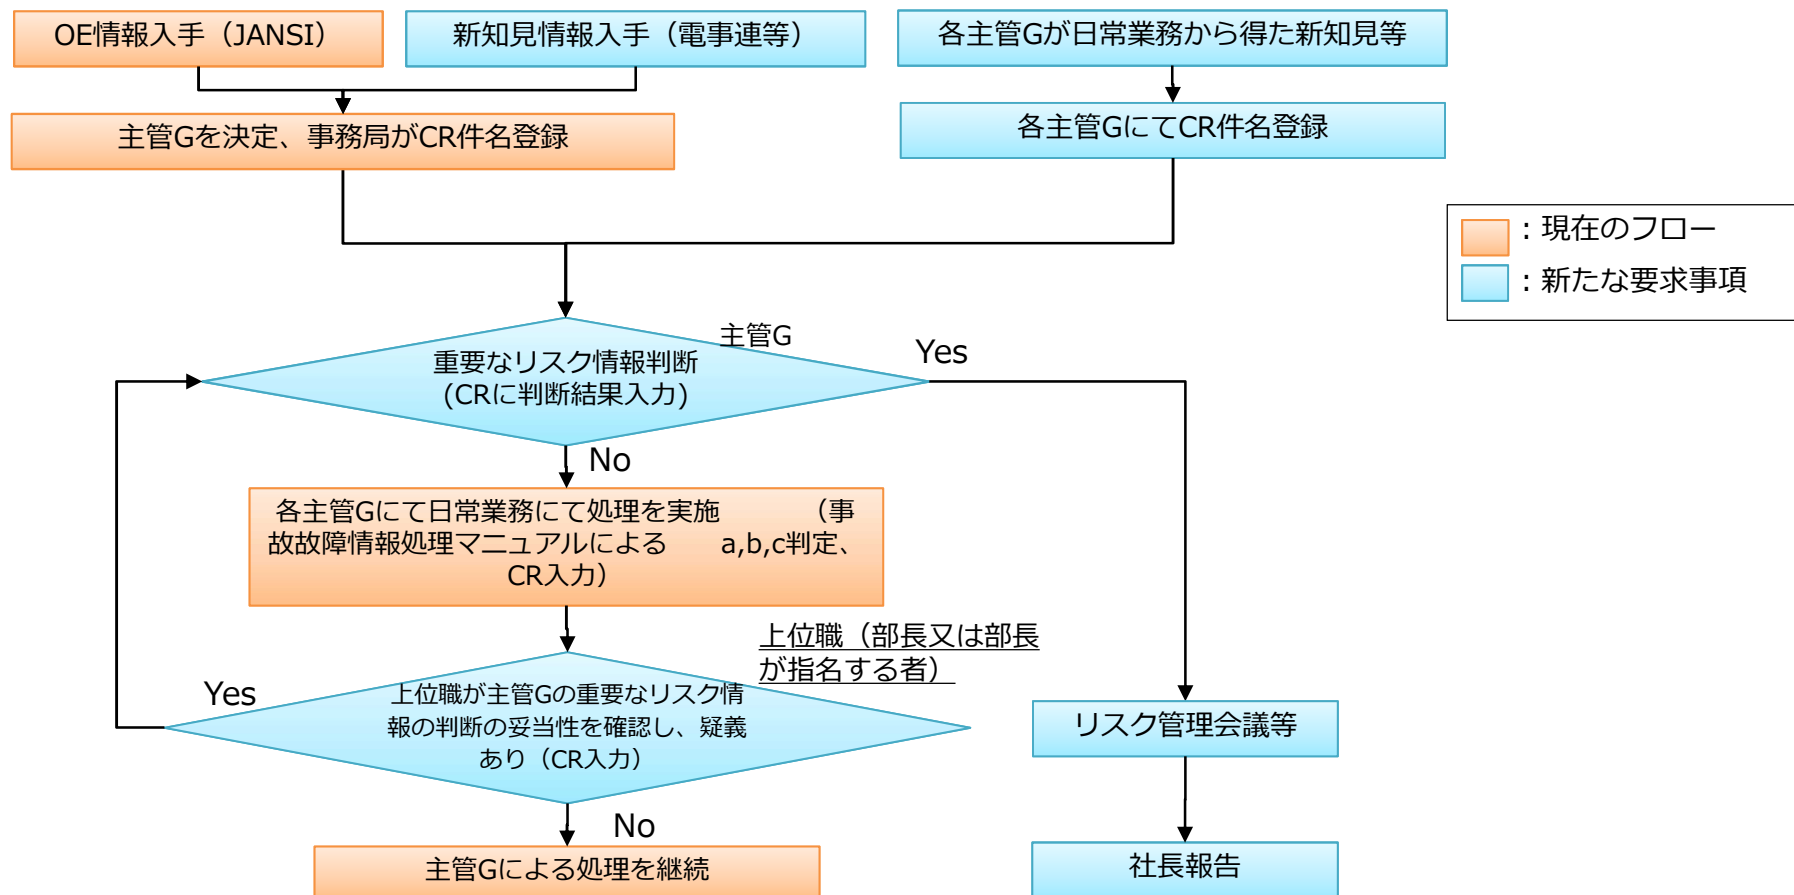 OE情報入手（JANSI）
新知見情報入手（電事連等）
各主管Gが日常業務から得た新知見等
主管Gを決定、事務局がCR件名登録
各主管GにてCR件名登録
：現在のフロー
：新たな要求事項
主管G
重要なリスク情報判断
(CRに判断結果入力)
Yes
No
各主管Gにて日常業務にて処理を実施　　　（事
故故障情報処理マニュアルによる　　a,b,c判定、
CR入力）
上位職（部長又は部長
が指名する者）
Yes
上位職が主管Gの重要なリスク情
報の判断の妥当性を確認し、疑義
あり（CR入力）
リスク管理会議等
No
主管Gによる処理を継続
社長報告